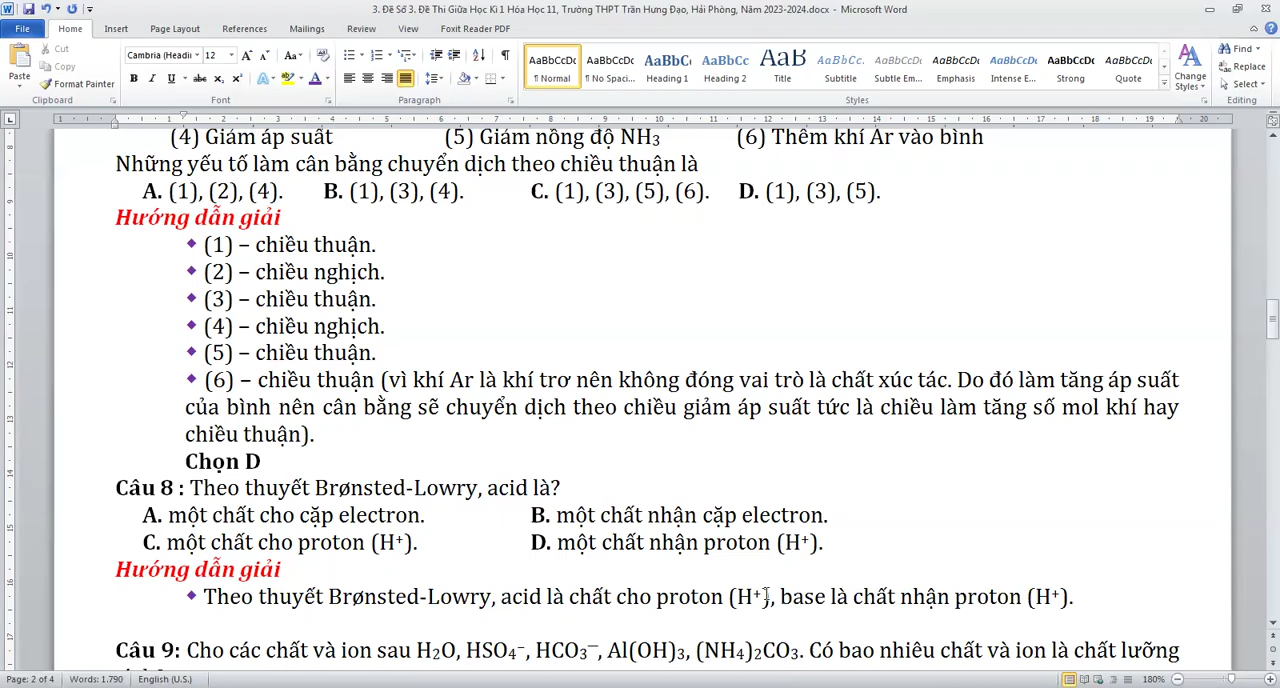 3. Đề Số 3. Đề Thi Giữa Học Kì 1 Hóa Học 11, Trường THPT Trần Hưng Đạo, Hải Phòng, Năm 2023-2024.docx - Microsoft Word
File Home Insert Page Layout References Mailings Review View Foxit Reader PDF
Cut
Copy
Format Painter
Paste
Clipboard
Cambria (Headi 12
Font
Paragraph
AaBbCcDc AaBbCcDc AaBbC AaBbCc AaB AaBbCc. AaBbCcDc AaBbCcDc AaBbCcDc AaBbCcDc AaBbCcDc
¶ Normal ¶ No Spaci... Heading 1 Heading 2 Title Subtitle Subtle Em... Emphasis Intense E... Strong Quote
Styles
Change Styles
Find
Replace
Select
Editing
(4) Giảm áp suất (5) Giảm nồng độ NH₃ (6) Thêm khí Ar vào bình
Những yếu tố làm cân bằng chuyển dịch theo chiều thuận là
A. (1), (2), (4). B. (1), (3), (4). C. (1), (3), (5), (6). D. (1), (3), (5).
Hướng dẫn giải
(1) – chiều thuận.
(2) – chiều nghịch.
(3) – chiều thuận.
(4) – chiều nghịch.
(5) – chiều thuận.
(6) – chiều thuận (vì khí Ar là khí trơ nên không đóng vai trò là chất xúc tác. Do đó làm tăng áp suất
của bình nên cân bằng sẽ chuyển dịch theo chiều giảm áp suất tức là chiều làm tăng số mol khí hay
chiều thuận).
Chọn D
Câu 8 : Theo thuyết Brønsted-Lowry, acid là?
A. một chất cho cặp electron. B. một chất nhận cặp electron.
C. một chất cho proton (H⁺). D. một chất nhận proton (H⁺).
Hướng dẫn giải
Theo thuyết Brønsted-Lowry, acid là chất cho proton (H⁺), base là chất nhận proton (H⁺).
Câu 9: Cho các chất và ion sau H₂O, HSO₄⁻, HCO₃⁻, Al(OH)₃, (NH₄)₂CO₃. Có bao nhiêu chất và ion là chất lưỡng
Page: 2 of 4 Words: 1.790 English (U.S.) 180%